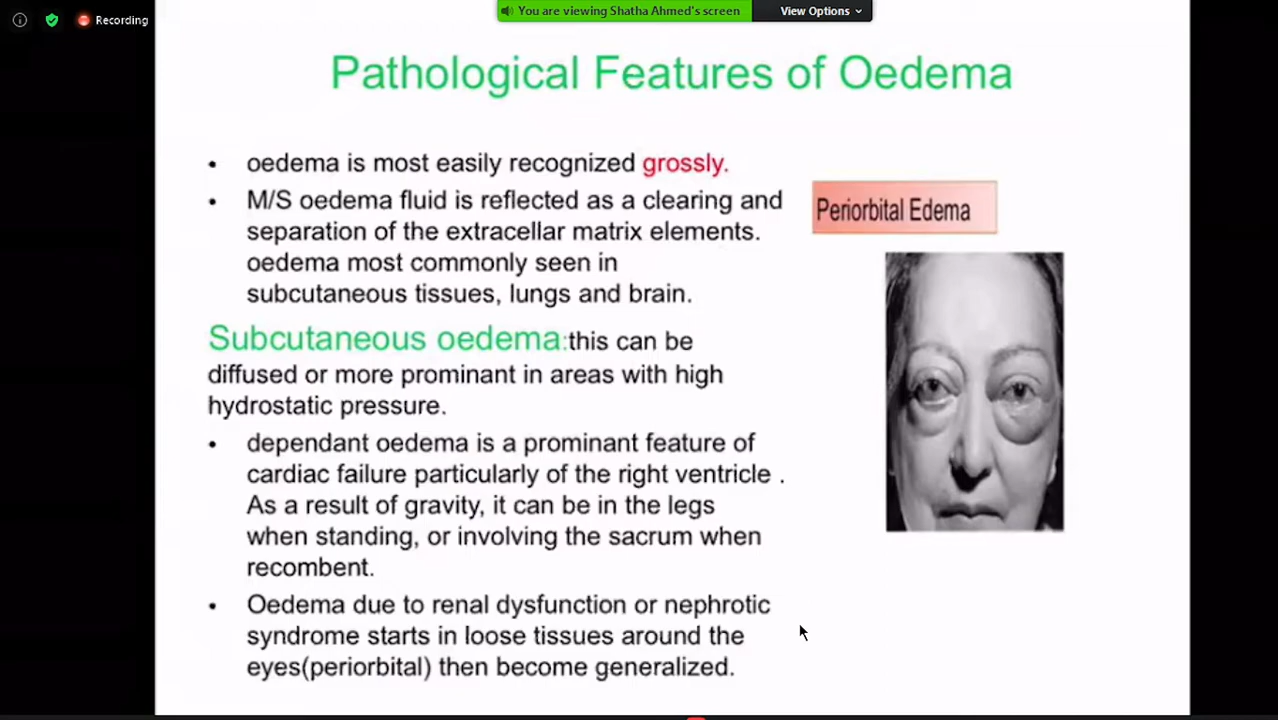 Recording
You are viewing Shatha Ahmed's screen
View Options
Pathological Features of Oedema
• oedema is most easily recognized grossly.
• M/S oedema fluid is reflected as a clearing and
separation of the extracellar matrix elements.
oedema most commonly seen in
subcutaneous tissues, lungs and brain.
Subcutaneous oedema:this can be
diffused or more prominant in areas with high
hydrostatic pressure.
• dependant oedema is a prominant feature of
cardiac failure particularly of the right ventricle .
As a result of gravity, it can be in the legs
when standing, or involving the sacrum when
recombent.
• Oedema due to renal dysfunction or nephrotic
syndrome starts in loose tissues around the
eyes(periorbital) then become generalized.
Periorbital Edema